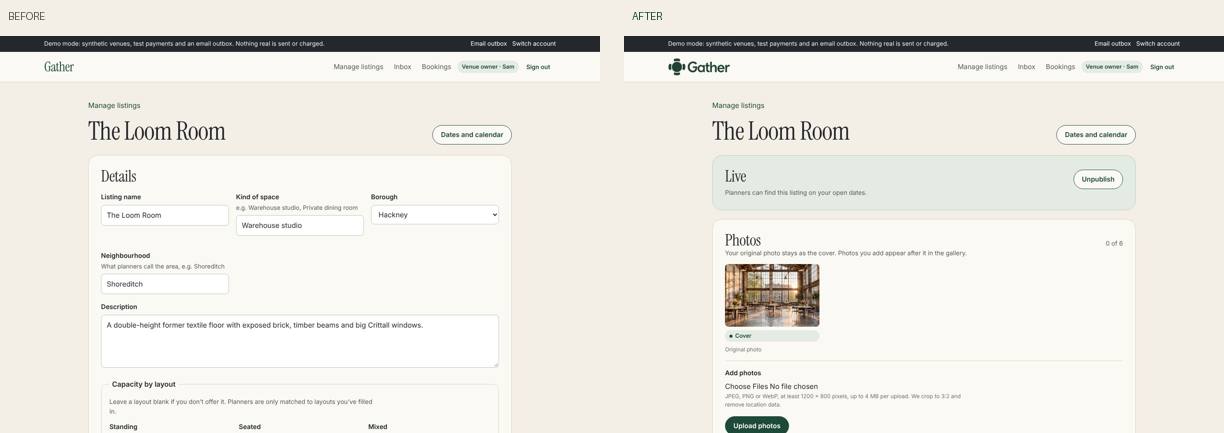 BEFORE
Demo mode: synthetic venues, test payments and an email outbox. Nothing real is sent or charged.
Email outbox Switch account
Gather
Manage listings Inbox Bookings Venue owner · Sam Sign out
Manage listings
The Loom Room
Dates and calendar
Details
Listing name
The Loom Room
Kind of space
e.g. Warehouse studio, Private dining room
Warehouse studio
Borough
Hackney
Neighbourhood
What planners call the area, e.g. Shoreditch
Shoreditch
Description
A double-height former textile floor with exposed brick, timber beams and big Crittall windows.
Capacity by layout
Leave a layout blank if you don't offer it. Planners are only matched to layouts you've filled
in.
Standing Seated Mixed
AFTER
Demo mode: synthetic venues, test payments and an email outbox. Nothing real is sent or charged.
Email outbox Switch account
Gather
Manage listings Inbox Bookings Venue owner · Sam Sign out
Manage listings
The Loom Room
Dates and calendar
Live
Planners can find this listing on your open dates.
Unpublish
Photos
0 of 6
Your original photo stays as the cover. Photos you add appear after it in the gallery.
Cover
Original photo
Add photos
Choose Files No file chosen
JPEG, PNG or WebP, at least 1200 × 800 pixels, up to 4 MB per upload. We crop to 3:2 and
remove location data.
Upload photos